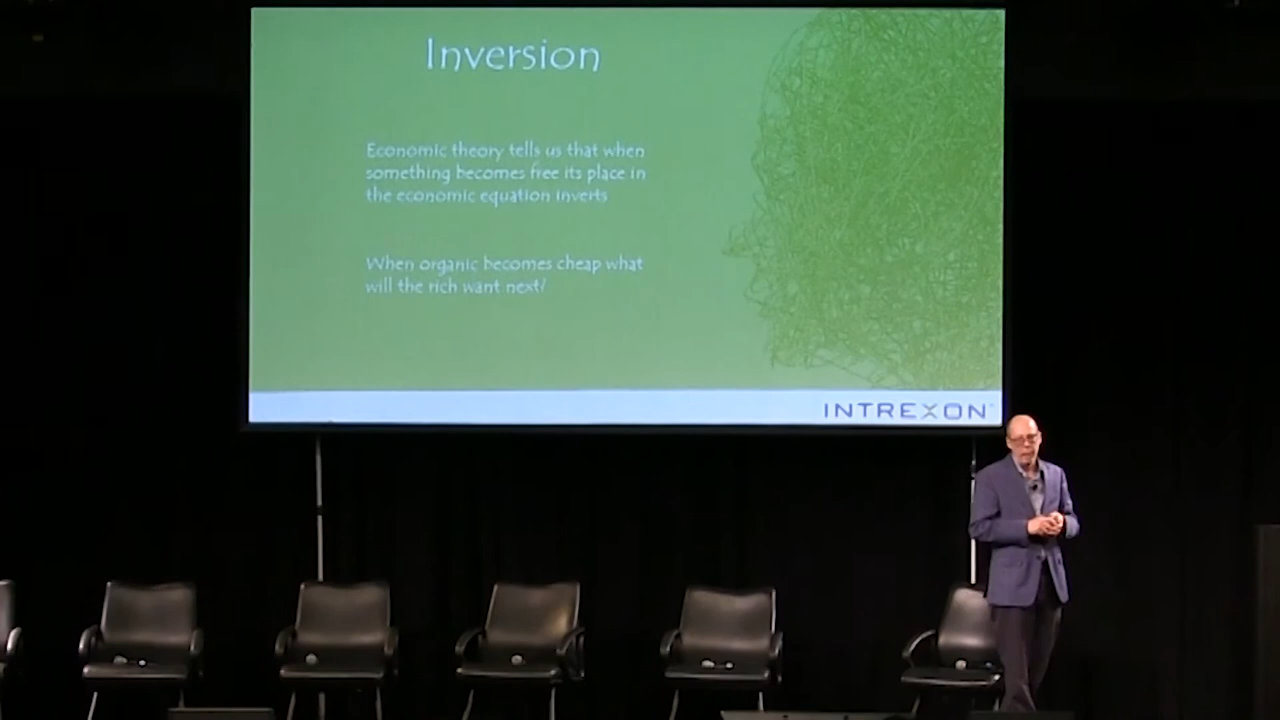 Inversion
Economic theory tells us that when
something becomes free its place in
the economic equation inverts
When organic becomes cheap what
will the rich want next?
INTREXON